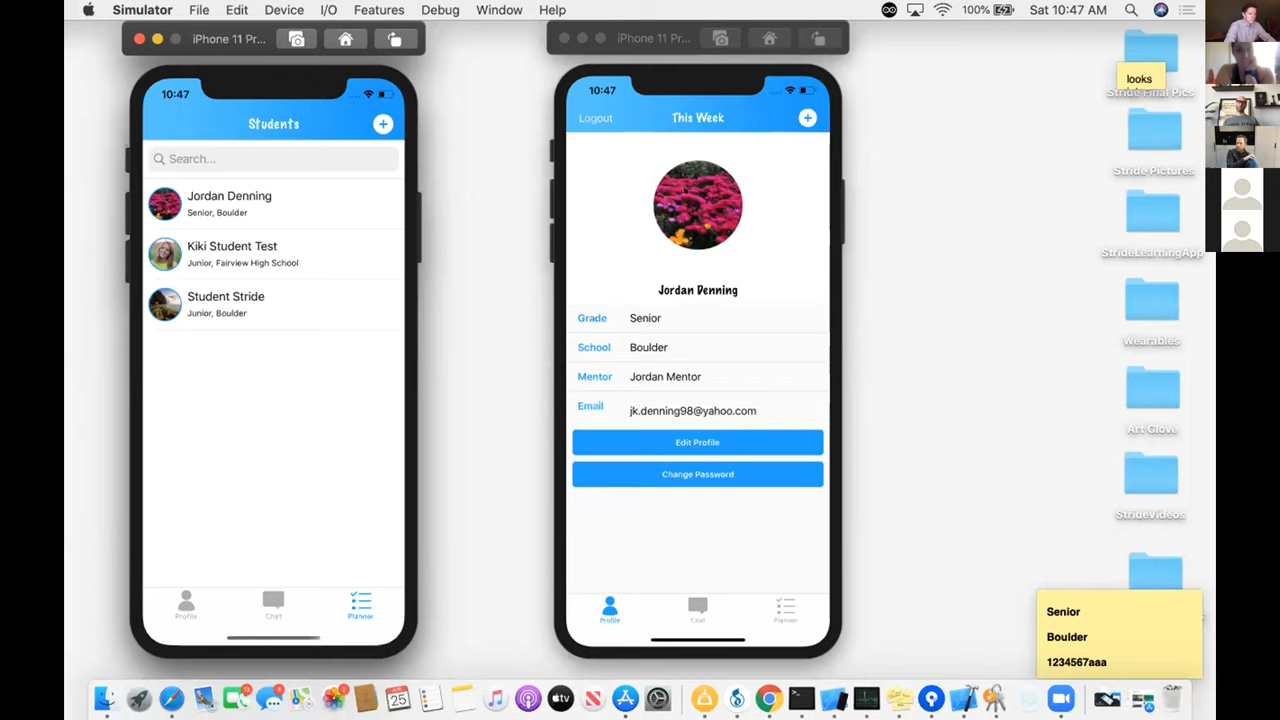 Simulator File Edit Device I/O Features Debug Window Help 100% Sat 10:47 AM
iPhone 11 Pr...
iPhone 11 Pr...
10:47
Students
Search...
Jordan Denning
Senior, Boulder
Kiki Student Test
Junior, Fairview High School
Student Stride
Junior, Boulder
Profile Chat Planner
10:47
Logout This Week
Jordan Denning
Grade Senior
School Boulder
Mentor Jordan Mentor
Email jk.denning98@yahoo.com
Edit Profile
Change Password
Profile Chat Planner
looks
Stride Final Pics
Stride Pictures
StrideLearningApp
Wearables
Art Glove
StrideVideos
Senior
Boulder
1234567aaa
APR
25